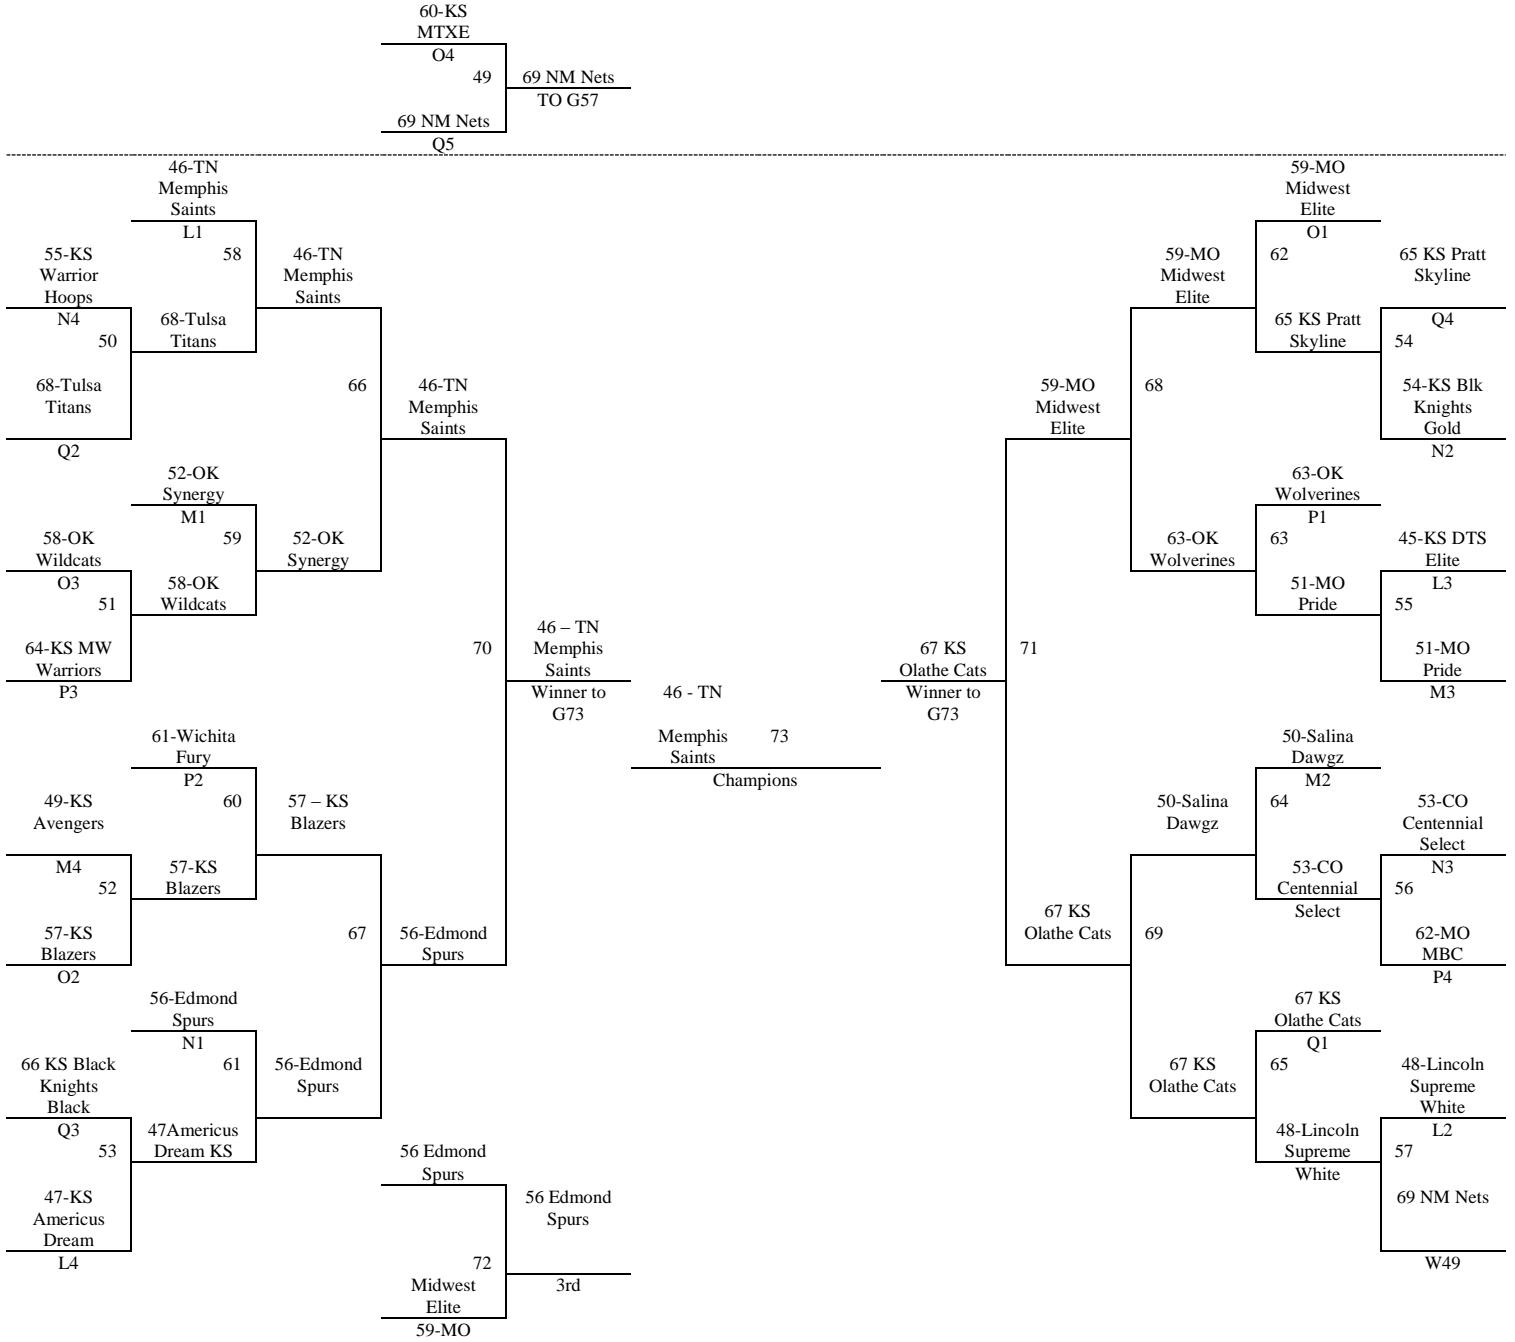 60-KS
MTXE
O4
49
69 NM Nets
TO G57
69 NM Nets
Q5
46-TN
Memphis
Saints
L1
58
55-KS
Warrior
Hoops
N4
50
68-Tulsa
Titans
68-Tulsa
Titans
Q2
46-TN
Memphis
Saints
66
52-OK
Synergy
M1
59
58-OK
Wildcats
O3
51
58-OK
Wildcats
64-KS MW
Warriors
P3
52-OK
Synergy
46-TN
Memphis
Saints
70
61-Wichita
Fury
P2
60
49-KS
Avengers
M4
52
57-KS
Blazers
57-KS
Blazers
O2
57 – KS
Blazers
67
56-Edmond
Spurs
N1
61
66 KS Black
Knights
Black
Q3
53
47Americus
Dream KS
47-KS
Americus
Dream
L4
56-Edmond
Spurs
56-Edmond
Spurs
46 – TN
Memphis
Saints
Winner to
G73
46 - TN
Memphis 73
Saints
Champions
67 KS
Olathe Cats
Winner to
G73
71
59-MO
Midwest
Elite
68
59-MO
Midwest
Elite
59-MO
Midwest
Elite
O1
62
65 KS Pratt
Skyline
65 KS Pratt
Skyline
Q4
54
54-KS Blk
Knights
Gold
N2
63-OK
Wolverines
63-OK
Wolverines
P1
63
51-MO
Pride
45-KS DTS
Elite
L3
55
51-MO
Pride
M3
67 KS
Olathe Cats
69
50-Salina
Dawgz
50-Salina
Dawgz
M2
64
53-CO
Centennial
Select
53-CO
Centennial
Select
N3
56
62-MO
MBC
P4
67 KS
Olathe Cats
67 KS
Olathe Cats
Q1
65
48-Lincoln
Supreme
White
48-Lincoln
Supreme
White
L2
57
69 NM Nets
W49
56 Edmond
Spurs
72
56 Edmond
Spurs
3rd
Midwest
Elite
59-MO